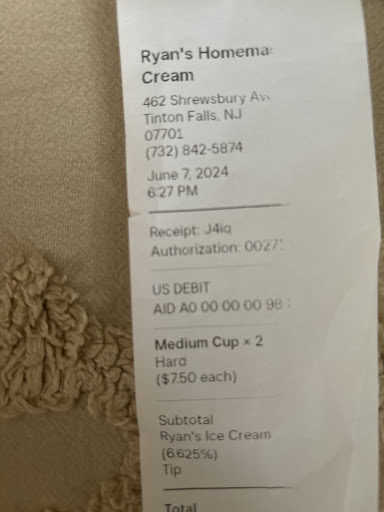 Ryan's Homema
Cream
462 Shrewsbury Av
Tinton Falls, NJ
07701
(732) 842-5874
June 7, 2024
6:27 PM
Receipt: J4iq
Authorization: 0027
US DEBIT
AID A0 00 00 00 98
Medium Cup × 2
Hard
($7.50 each)
Subtotal
Ryan's Ice Cream
(6.625%)
Tip
Total